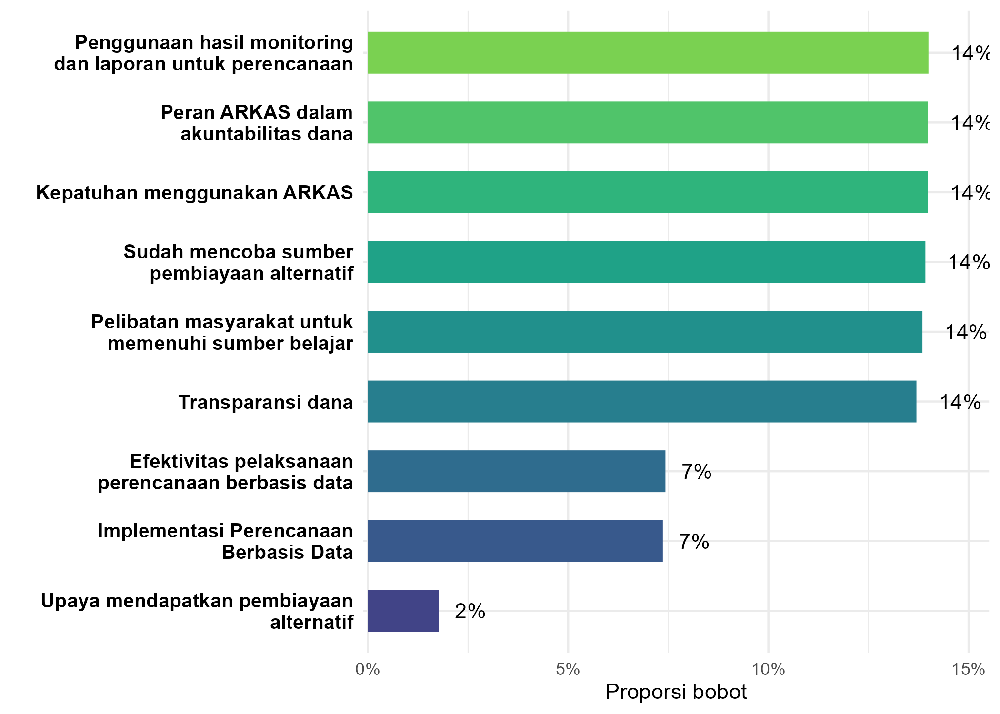 Penggunaan hasil monitoring
dan laporan untuk perencanaan
14%
Peran ARKAS dalam
akuntabilitas dana
14%
Kepatuhan menggunakan ARKAS
14%
Sudah mencoba sumber
pembiayaan alternatif
14%
Pelibatan masyarakat untuk
memenuhi sumber belajar
14%
Transparansi dana
14%
Efektivitas pelaksanaan
perencanaan berbasis data
7%
Implementasi Perencanaan
Berbasis Data
7%
Upaya mendapatkan pembiayaan
alternatif
2%
0%
5%
10%
15%
Proporsi bobot